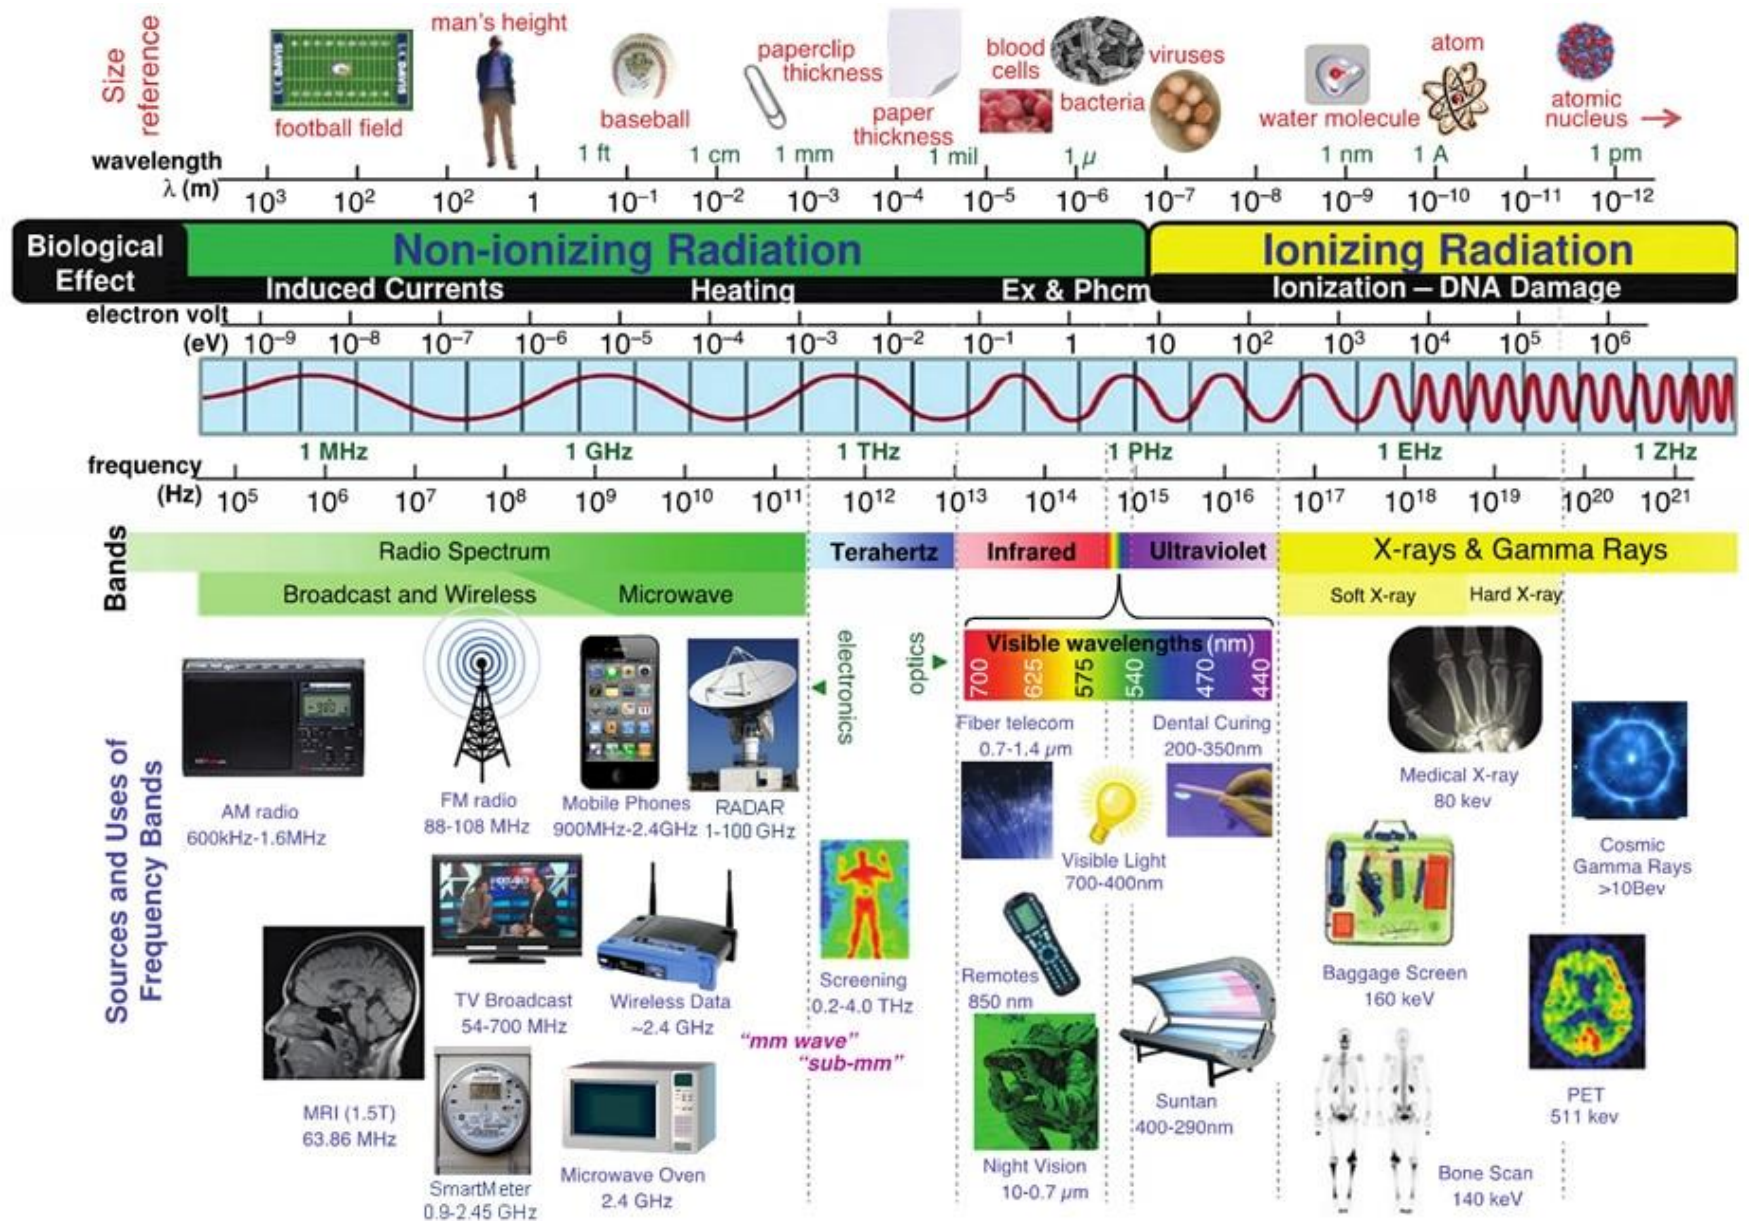 Size
reference
football field
man's height
baseball
paperclip
thickness
paper
thickness
blood
cells
bacteria
viruses
water molecule
atom
atomic
nucleus
wavelength
λ (m)
1 ft 1 cm 1 mm 1 mil 1 µ 1 nm 1 A 1 pm
10³ 10² 10² 1 10⁻¹ 10⁻² 10⁻³ 10⁻⁴ 10⁻⁵ 10⁻⁶ 10⁻⁷ 10⁻⁸ 10⁻⁹ 10⁻¹⁰ 10⁻¹¹ 10⁻¹²
Biological
Effect
Non-ionizing Radiation
Ionizing Radiation
Induced Currents Heating Ex & Phcm Ionization – DNA Damage
electron volt
(eV)
10⁻⁹ 10⁻⁸ 10⁻⁷ 10⁻⁶ 10⁻⁵ 10⁻⁴ 10⁻³ 10⁻² 10⁻¹ 1 10 10² 10³ 10⁴ 10⁵ 10⁶
1 MHz 1 GHz 1 THz 1 PHz 1 EHz 1 ZHz
frequency
(Hz)
10⁵ 10⁶ 10⁷ 10⁸ 10⁹ 10¹⁰ 10¹¹ 10¹² 10¹³ 10¹⁴ 10¹⁵ 10¹⁶ 10¹⁷ 10¹⁸ 10¹⁹ 10²⁰ 10²¹
Bands
Radio Spectrum Terahertz Infrared Ultraviolet X-rays & Gamma Rays
Broadcast and Wireless Microwave Soft X-ray Hard X-ray
electronics
optics
Visible wavelengths (nm)
700 625 575 540 470 440
Sources and Uses of
Frequency Bands
AM radio
600kHz-1.6MHz
FM radio
88-108 MHz
Mobile Phones
900MHz-2.4GHz
RADAR
1-100 GHz
Fiber telecom
0.7-1.4 µm
Dental Curing
200-350nm
Visible Light
700-400nm
Medical X-ray
80 kev
Cosmic
Gamma Rays
>10Bev
TV Broadcast
54-700 MHz
Wireless Data
~2.4 GHz
Screening
0.2-4.0 THz
"mm wave"
"sub-mm"
Remotes
850 nm
Baggage Screen
160 keV
MRI (1.5T)
63.86 MHz
SmartMeter
0.9-2.45 GHz
Microwave Oven
2.4 GHz
Night Vision
10-0.7 µm
Suntan
400-290nm
Bone Scan
140 keV
PET
511 kev